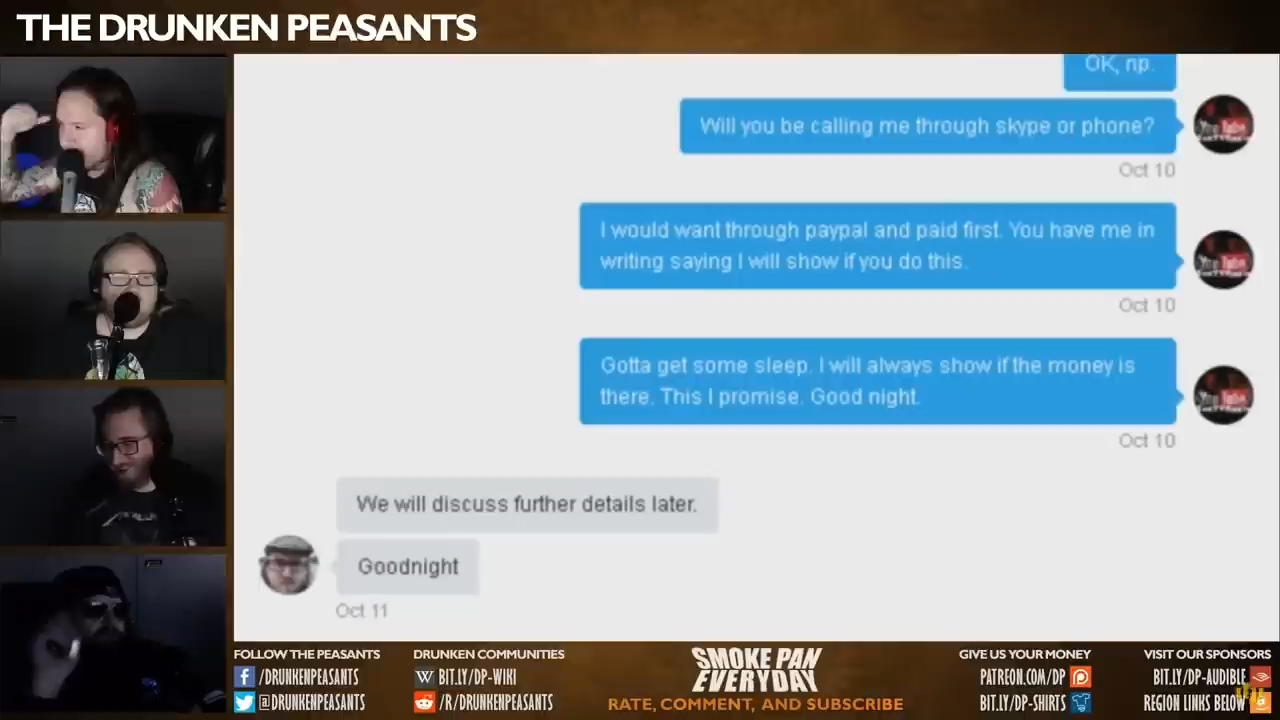 THE DRUNKEN PEASANTS
OK, np.
Will you be calling me through skype or phone?
Oct 10
I would want through paypal and paid first. You have me in
writing saying I will show if you do this.
Oct 10
Gotta get some sleep. I will always show if the money is
there. This I promise. Good night.
Oct 10
We will discuss further details later.
Goodnight
Oct 11
FOLLOW THE PEASANTS
/DRUNKENPEASANTS
@DRUNKENPEASANTS
DRUNKEN COMMUNITIES
BIT.LY/DP-WIKI
/R/DRUNKENPEASANTS
SMOKE PAN
EVERYDAY
RATE, COMMENT, AND SUBSCRIBE
GIVE US YOUR MONEY
PATREON.COM/DP
BIT.LY/DP-SHIRTS
VISIT OUR SPONSORS
BIT.LY/DP-AUDIBLE
REGION LINKS BELOW